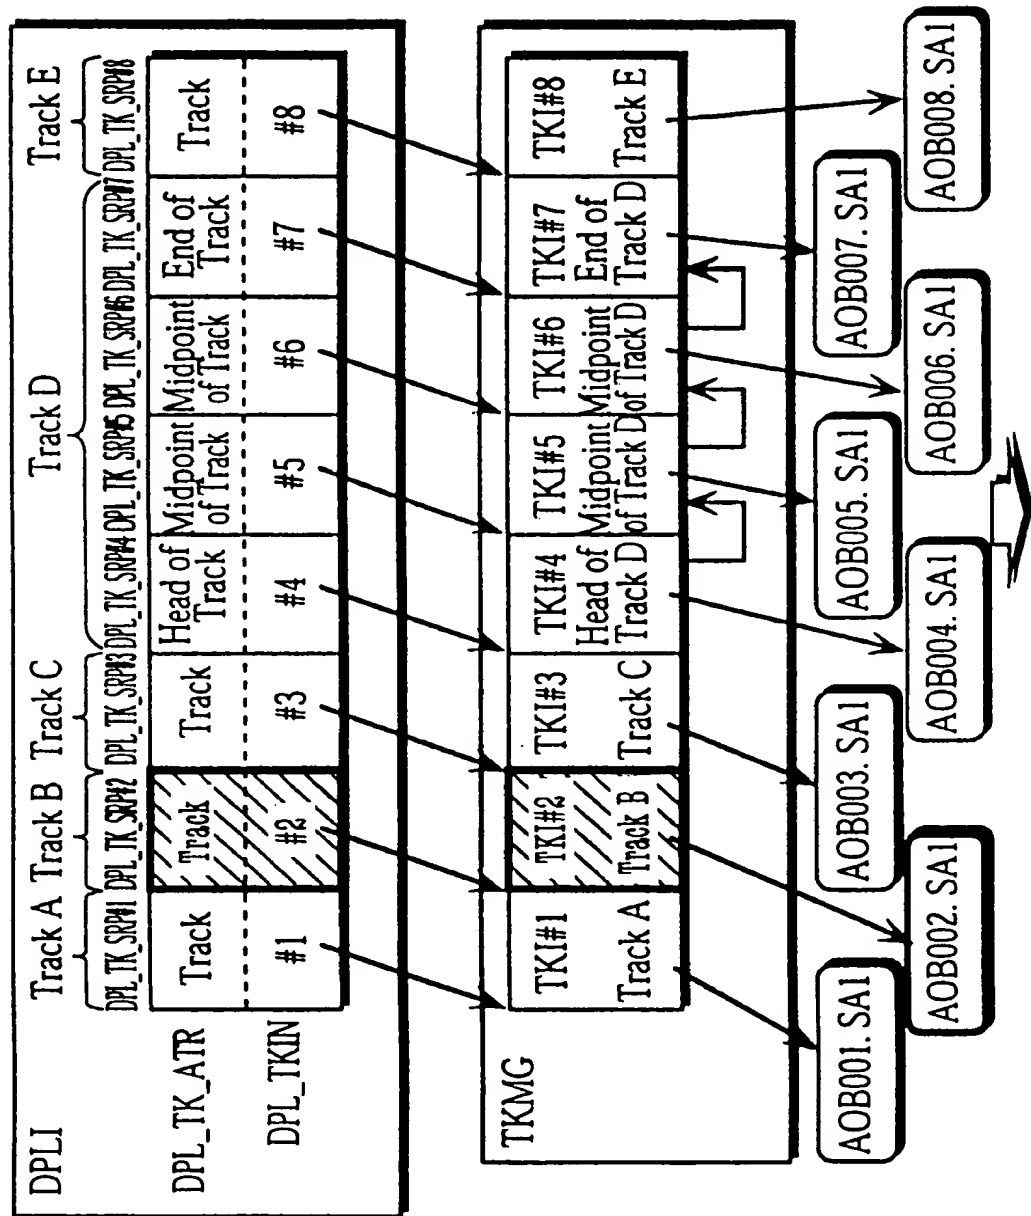 DPLI
Track A Track B Track C Track D Track E
DPL_TK_SRP#1 DPL_TK_SRP#2 DPL_TK_SRP#3 DPL_TK_SRP#4 DPL_TK_SRP#5 DPL_TK_SRP#6 DPL_TK_SRP#7 DPL_TK_SRP#8
DPL_TK_ATR
Track
Track
Track
Head of
Track
Midpoint
of Track
Midpoint
of Track
End of
Track
Track
DPL_TKIN
#1 #2 #3 #4 #5 #6 #7 #8
TKMG
TKI#1
Track A
TKI#2
Track B
TKI#3
Track C
TKI#4
Head of
Track D
TKI#5
Midpoint
of Track D
TKI#6
Midpoint
of Track D
TKI#7
End of
Track D
TKI#8
Track E
AOB001. SA1
AOB003. SA1
AOB005. SA1
AOB007. SA1
AOB002. SA1
AOB004. SA1
AOB006. SA1
AOB008. SA1